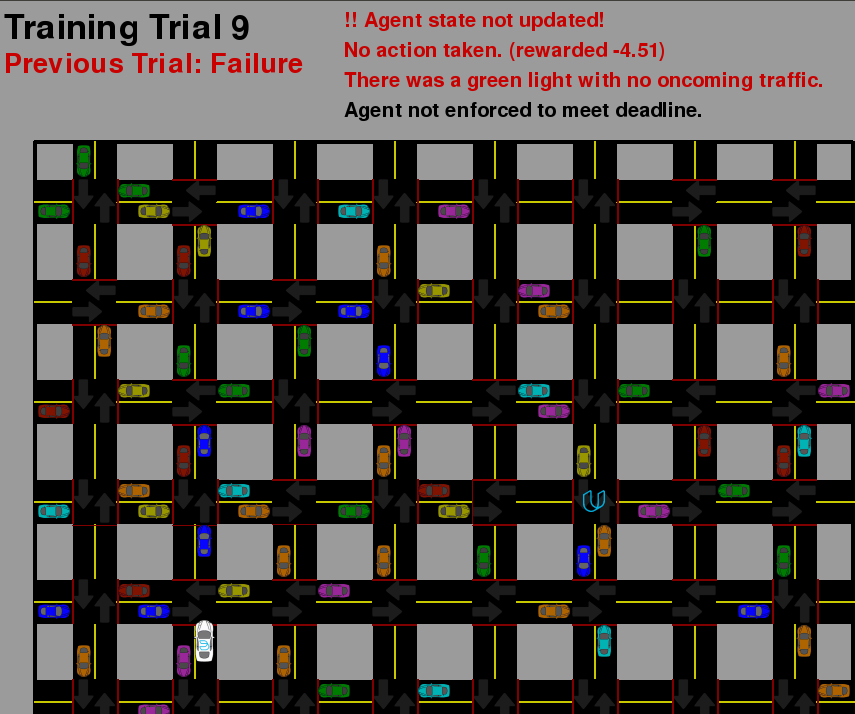 Training Trial 9
Previous Trial: Failure
!! Agent state not updated!
No action taken. (rewarded -4.51)
There was a green light with no oncoming traffic.
Agent not enforced to meet deadline.